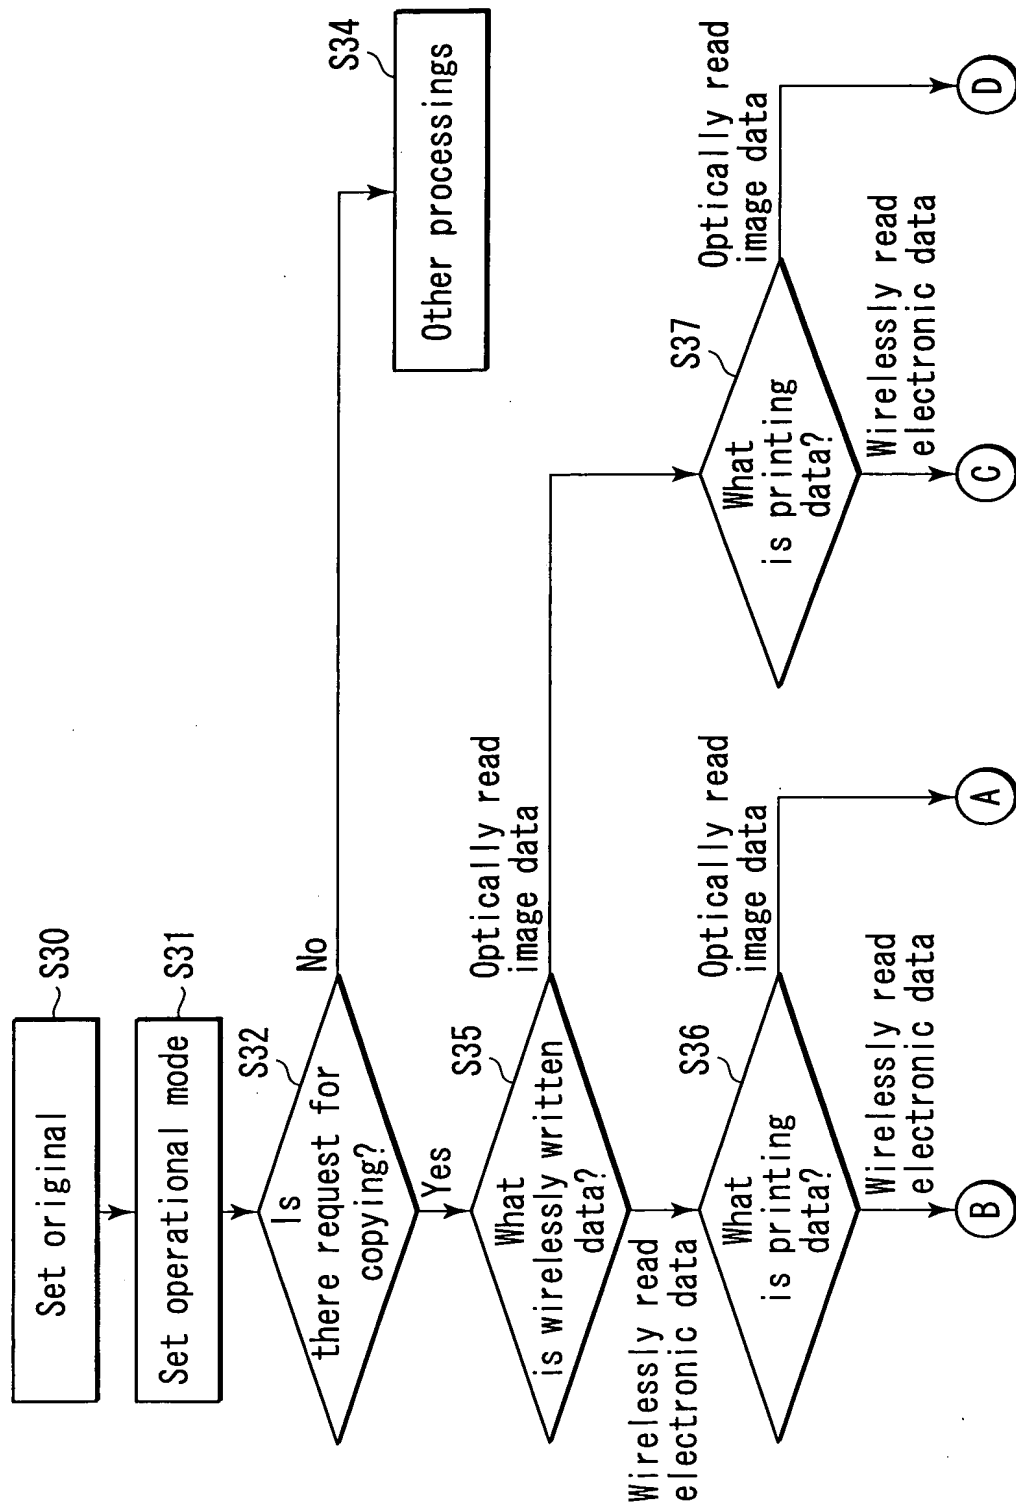 Set original
S30
Set operational mode
S31
Is
there request for
copying?
S32
No
Other processings
S34
Yes
What
is wirelessly written
data?
S35
Optically read
image data
Wirelessly read
electronic data
What
is printing
data?
S36
Optically read
image data
Wirelessly read
electronic data
What
is printing
data?
S37
Optically read
image data
Wirelessly read
electronic data
B
A
C
D